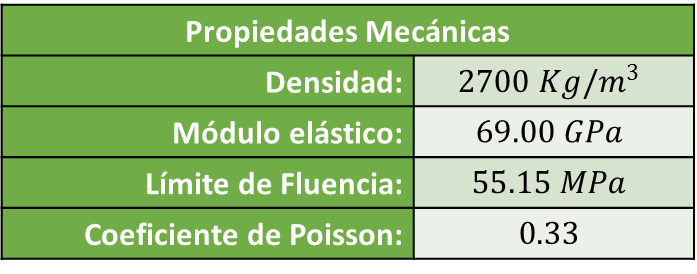 Propiedades Mecánicas
Densidad: 2700 Kg/m³
Módulo elástico: 69.00 GPa
Límite de Fluencia: 55.15 MPa
Coeficiente de Poisson: 0.33